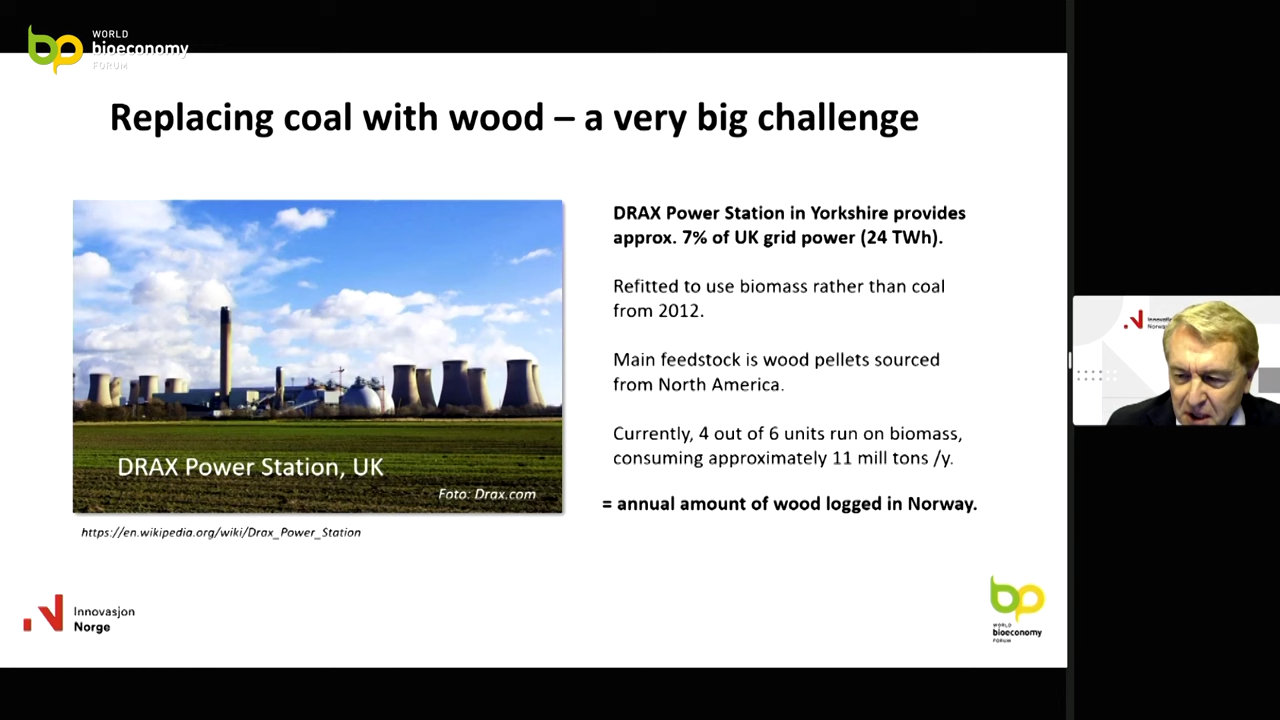 WORLD
bioeconomy
FORUM
Replacing coal with wood – a very big challenge
DRAX Power Station in Yorkshire provides
approx. 7% of UK grid power (24 TWh).
Refitted to use biomass rather than coal
from 2012.
Main feedstock is wood pellets sourced
from North America.
Currently, 4 out of 6 units run on biomass,
consuming approximately 11 mill tons /y.
= annual amount of wood logged in Norway.
DRAX Power Station, UK
Foto: Drax.com
https://en.wikipedia.org/wiki/Drax_Power_Station
Innovasjon
Norge
WORLD
bioeconomy
FORUM